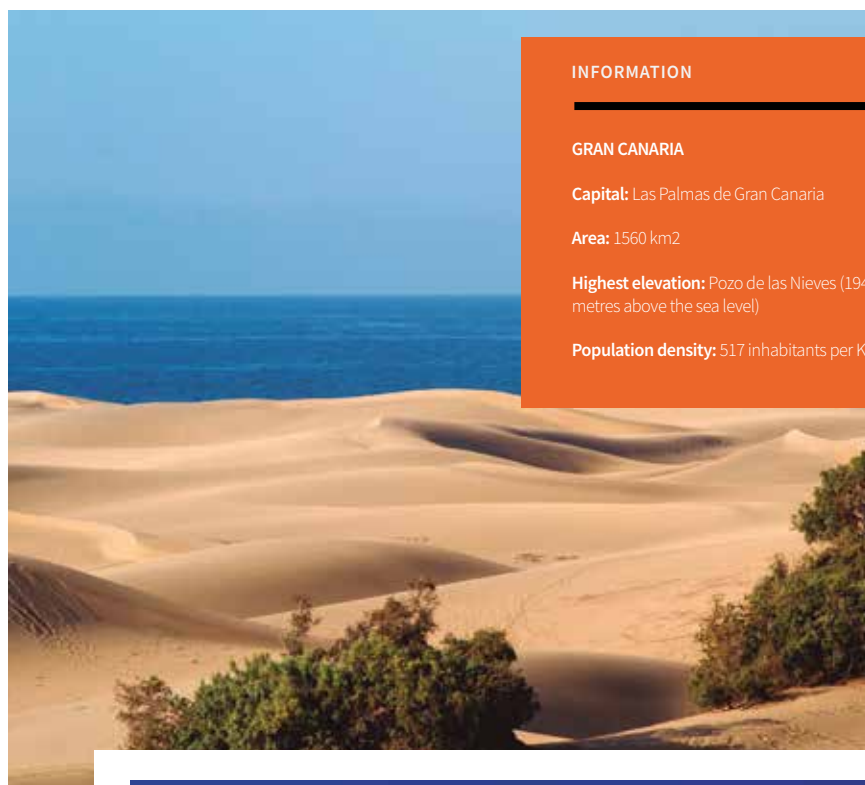 INFORMATION
GRAN CANARIA
Capital: Las Palmas de Gran Canaria
Area: 1560 km2
Highest elevation: Pozo de las Nieves (194
metres above the sea level)
Population density: 517 inhabitants per K